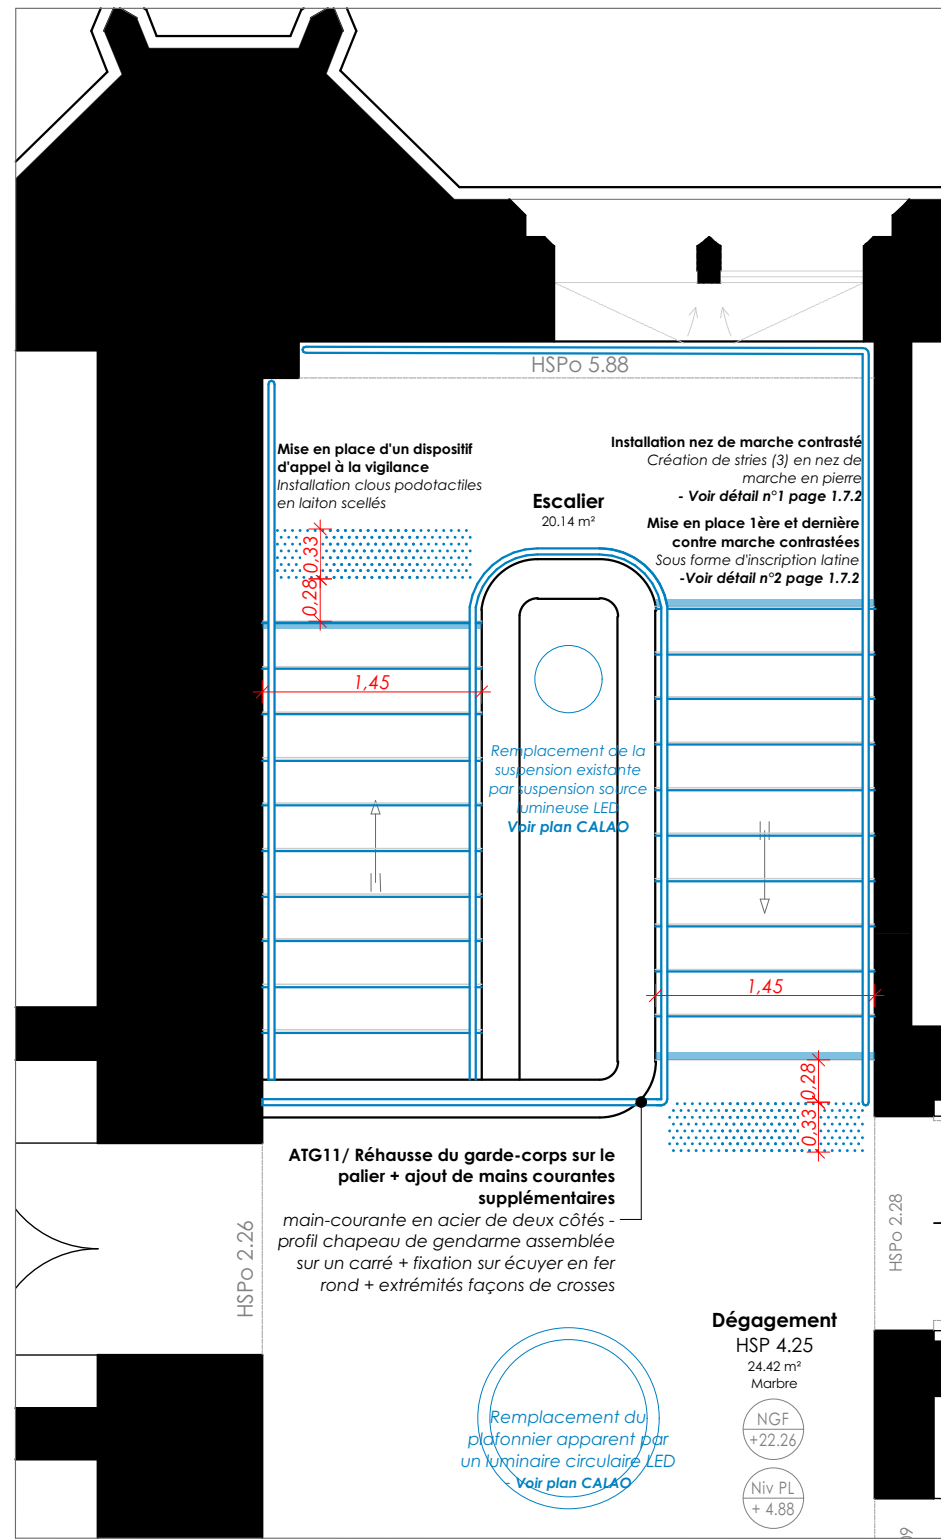 HSPo 5.88
Mise en place d'un dispositif
d'appel à la vigilance
Installation clous podotactiles
en laiton scellés
Installation nez de marche contrasté
Création de stries (3) en nez de
marche en pierre
- Voir détail n°1 page 1.7.2
Mise en place 1ère et dernière
contre marche contrastées
Sous forme d'inscription latine
-Voir détail n°2 page 1.7.2
Escalier
20.14 m²
0,33
0,28
1,45
Remplacement de la
suspension existante
par suspension source
lumineuse LED
Voir plan CALAO
1,45
0,28
0,33
ATG11/ Réhausse du garde-corps sur le
palier + ajout de mains courantes
supplémentaires
main-courante en acier de deux côtés -
profil chapeau de gendarme assemblée
sur un carré + fixation sur écuyer en fer
rond + extrémités façons de crosses
HSPo 2.26
HSPo 2.28
Dégagement
HSP 4.25
24.42 m²
Marbre
NGF
+22.26
Niv PL
+ 4.88
Remplacement du
plafonnier apparent par
un luminaire circulaire LED
- Voir plan CALAO